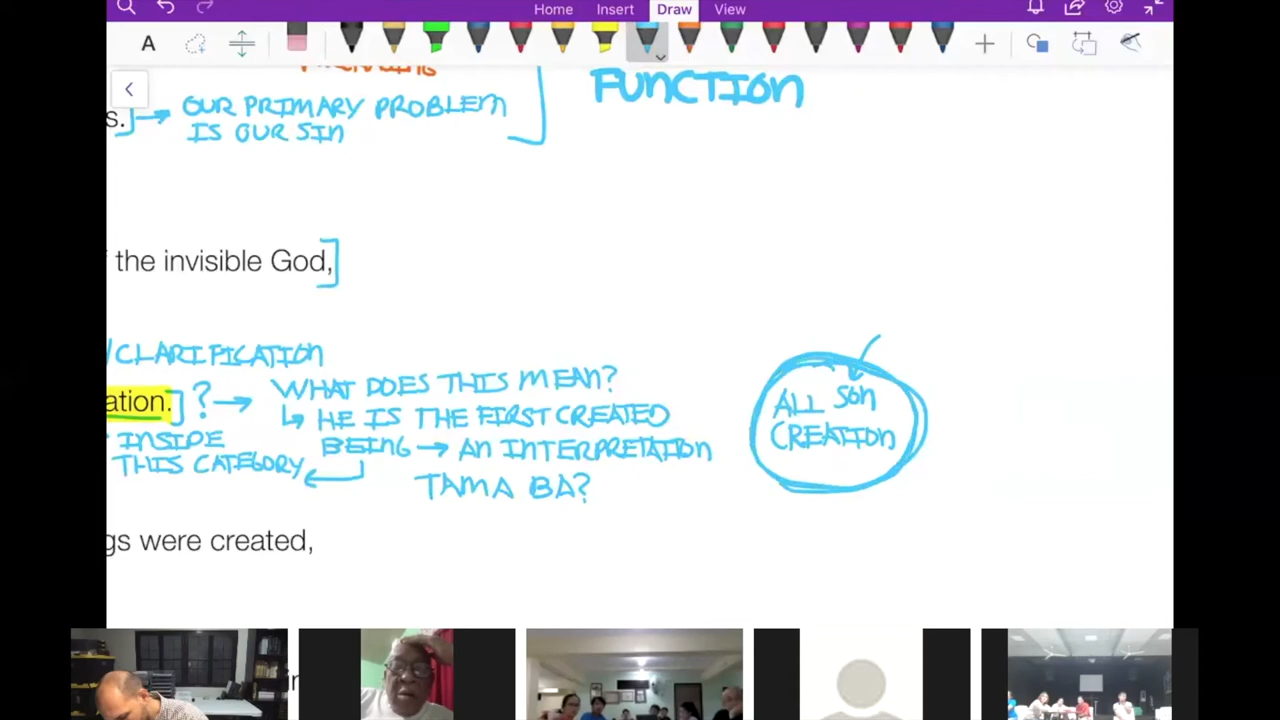 Home Insert Draw View
A
FUNCTION
OUR PRIMARY PROBLEM
s.
IS OUR SIN
the invisible God,
/CLARIFICATION
ation. ? → WHAT DOES THIS MEAN?
↳ HE IS THE FIRST CREATED
BEING → AN INTERPRETATION
INSIDE
THIS CATEGORY
TAMA BA?
ALL SON
CREATION
gs were created,